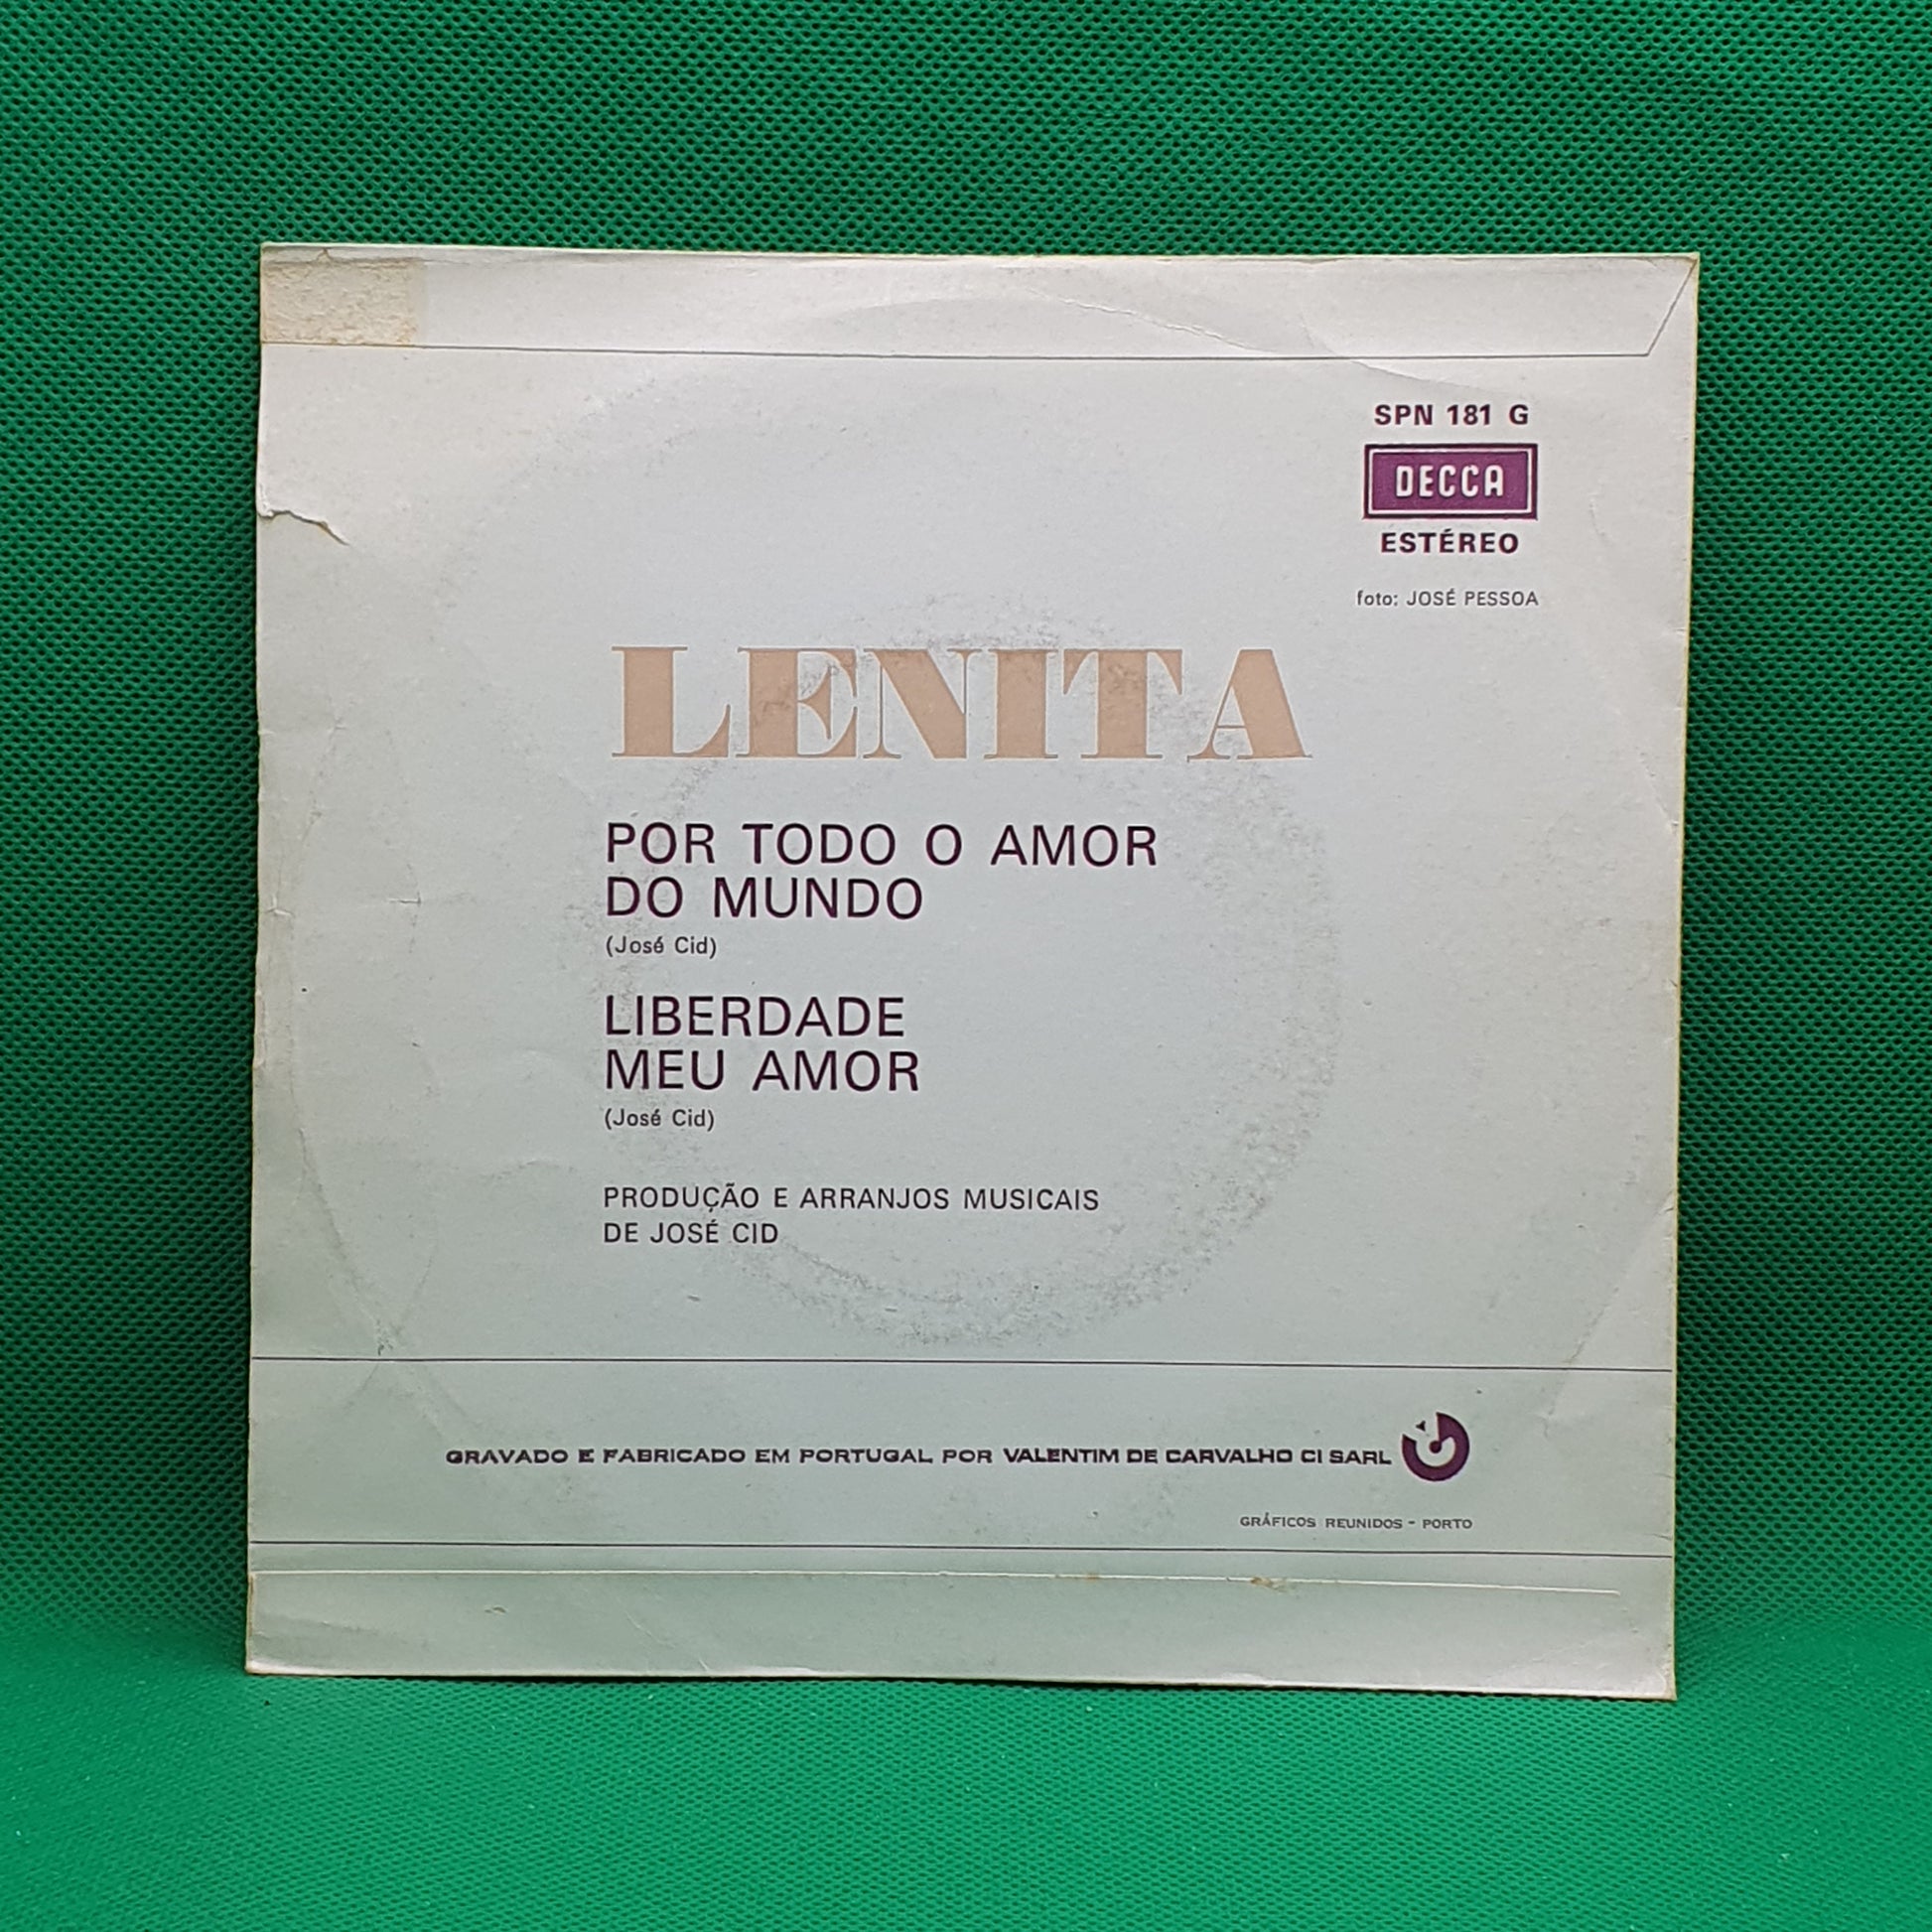 SPN 181 G
DECCA
ESTÉREO
foto: JOSÉ PESSOA
LENITA
POR TODO O AMOR
DO MUNDO
(José Cid)
LIBERDADE
MEU AMOR
(José Cid)
PRODUÇÃO E ARRANJOS MUSICAIS
DE JOSÉ CID
GRAVADO E FABRICADO EM PORTUGAL POR VALENTIM DE CARVALHO CI SARL
GRÁFICOS REUNIDOS - PORTO